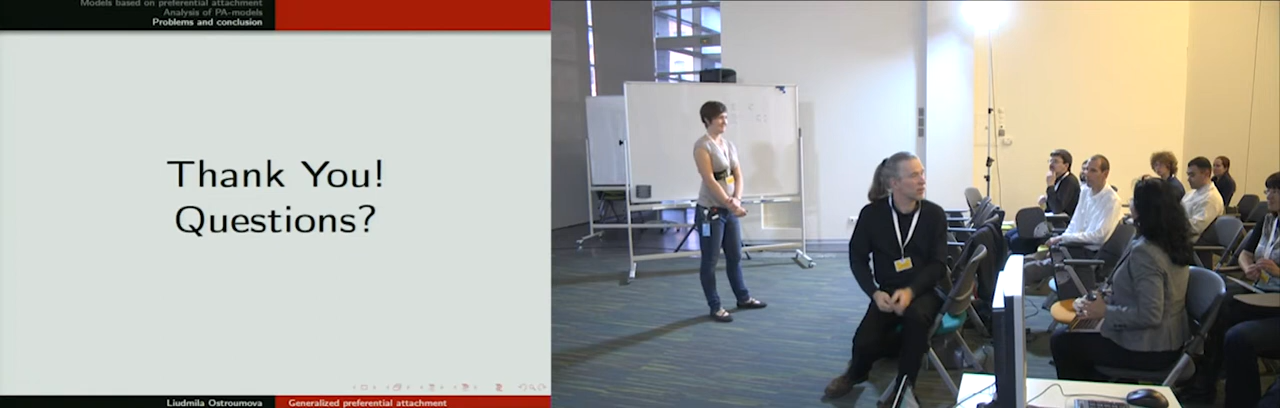 Models based on preferential attachment
Analysis of PA-models
Problems and conclusion
Thank You!
Questions?
Liudmila Ostroumova
Generalized preferential attachment